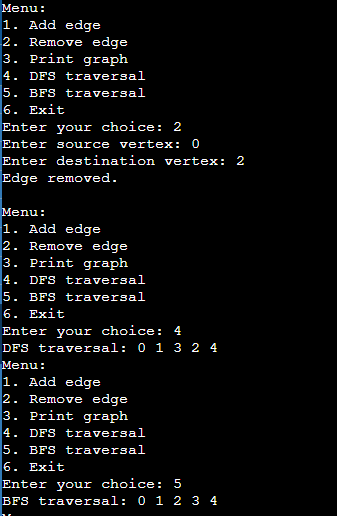 Menu:
1. Add edge
2. Remove edge
3. Print graph
4. DFS traversal
5. BFS traversal
6. Exit
Enter your choice: 2
Enter source vertex: 0
Enter destination vertex: 2
Edge removed.

Menu:
1. Add edge
2. Remove edge
3. Print graph
4. DFS traversal
5. BFS traversal
6. Exit
Enter your choice: 4
DFS traversal: 0 1 3 2 4
Menu:
1. Add edge
2. Remove edge
3. Print graph
4. DFS traversal
5. BFS traversal
6. Exit
Enter your choice: 5
BFS traversal: 0 1 2 3 4